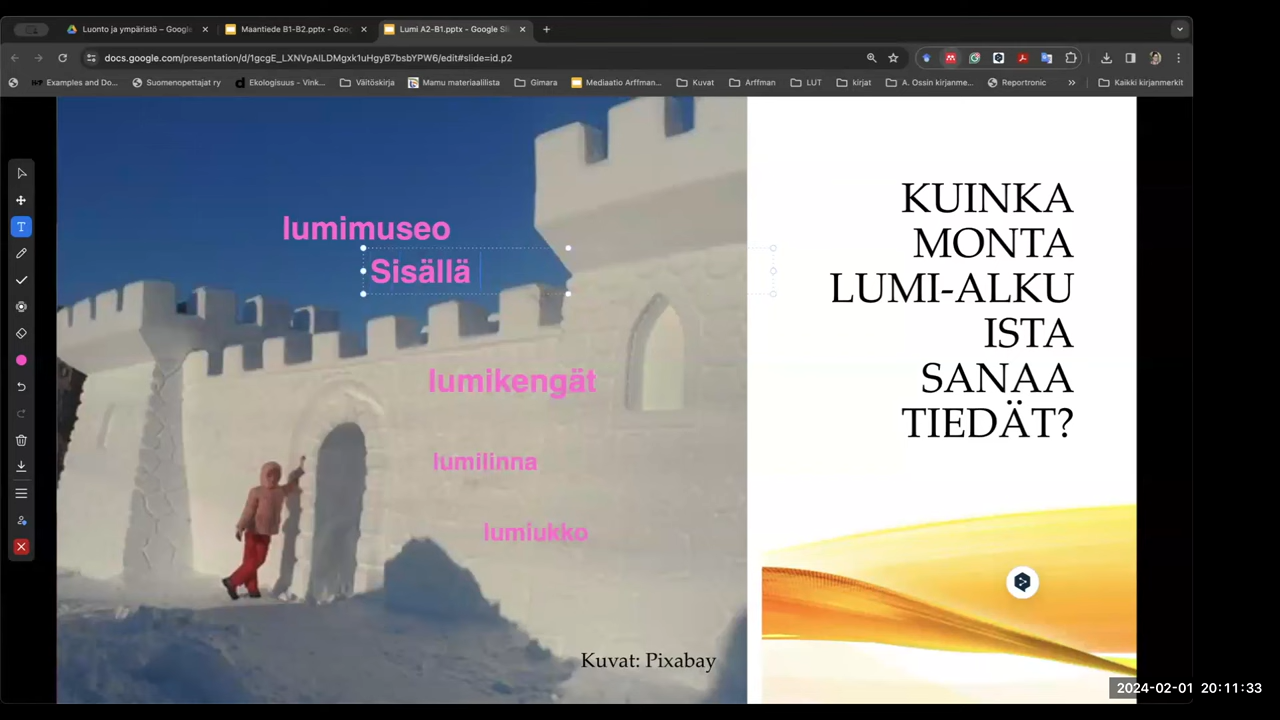 Luonto ja ympäristö – Google
Maantiede B1-B2.pptx - Goog
Lumi A2-B1.pptx - Google Sl
docs.google.com/presentation/d/1gcgE_LXNVpAILDMgxk1uHgyB7bsbYPW6/edit#slide=id.p2
Examples and Do...
Suomenopettajat ry
Ekologisuus - Vink...
Väitöskirja
Mamu materiaalilista
Gimara
Mediaatio Arffman...
Kuvat
Arffman
LUT
kirjat
A. Ossin kirjanme...
Reportronic
»
Kaikki kirjanmerkit
lumimuseo
Sisällä
lumikengät
lumilinna
lumiukko
Kuvat: Pixabay
KUINKA
MONTA
LUMI-ALKU
ISTA
SANAA
TIEDÄT?
2024-02-01 20:11:33